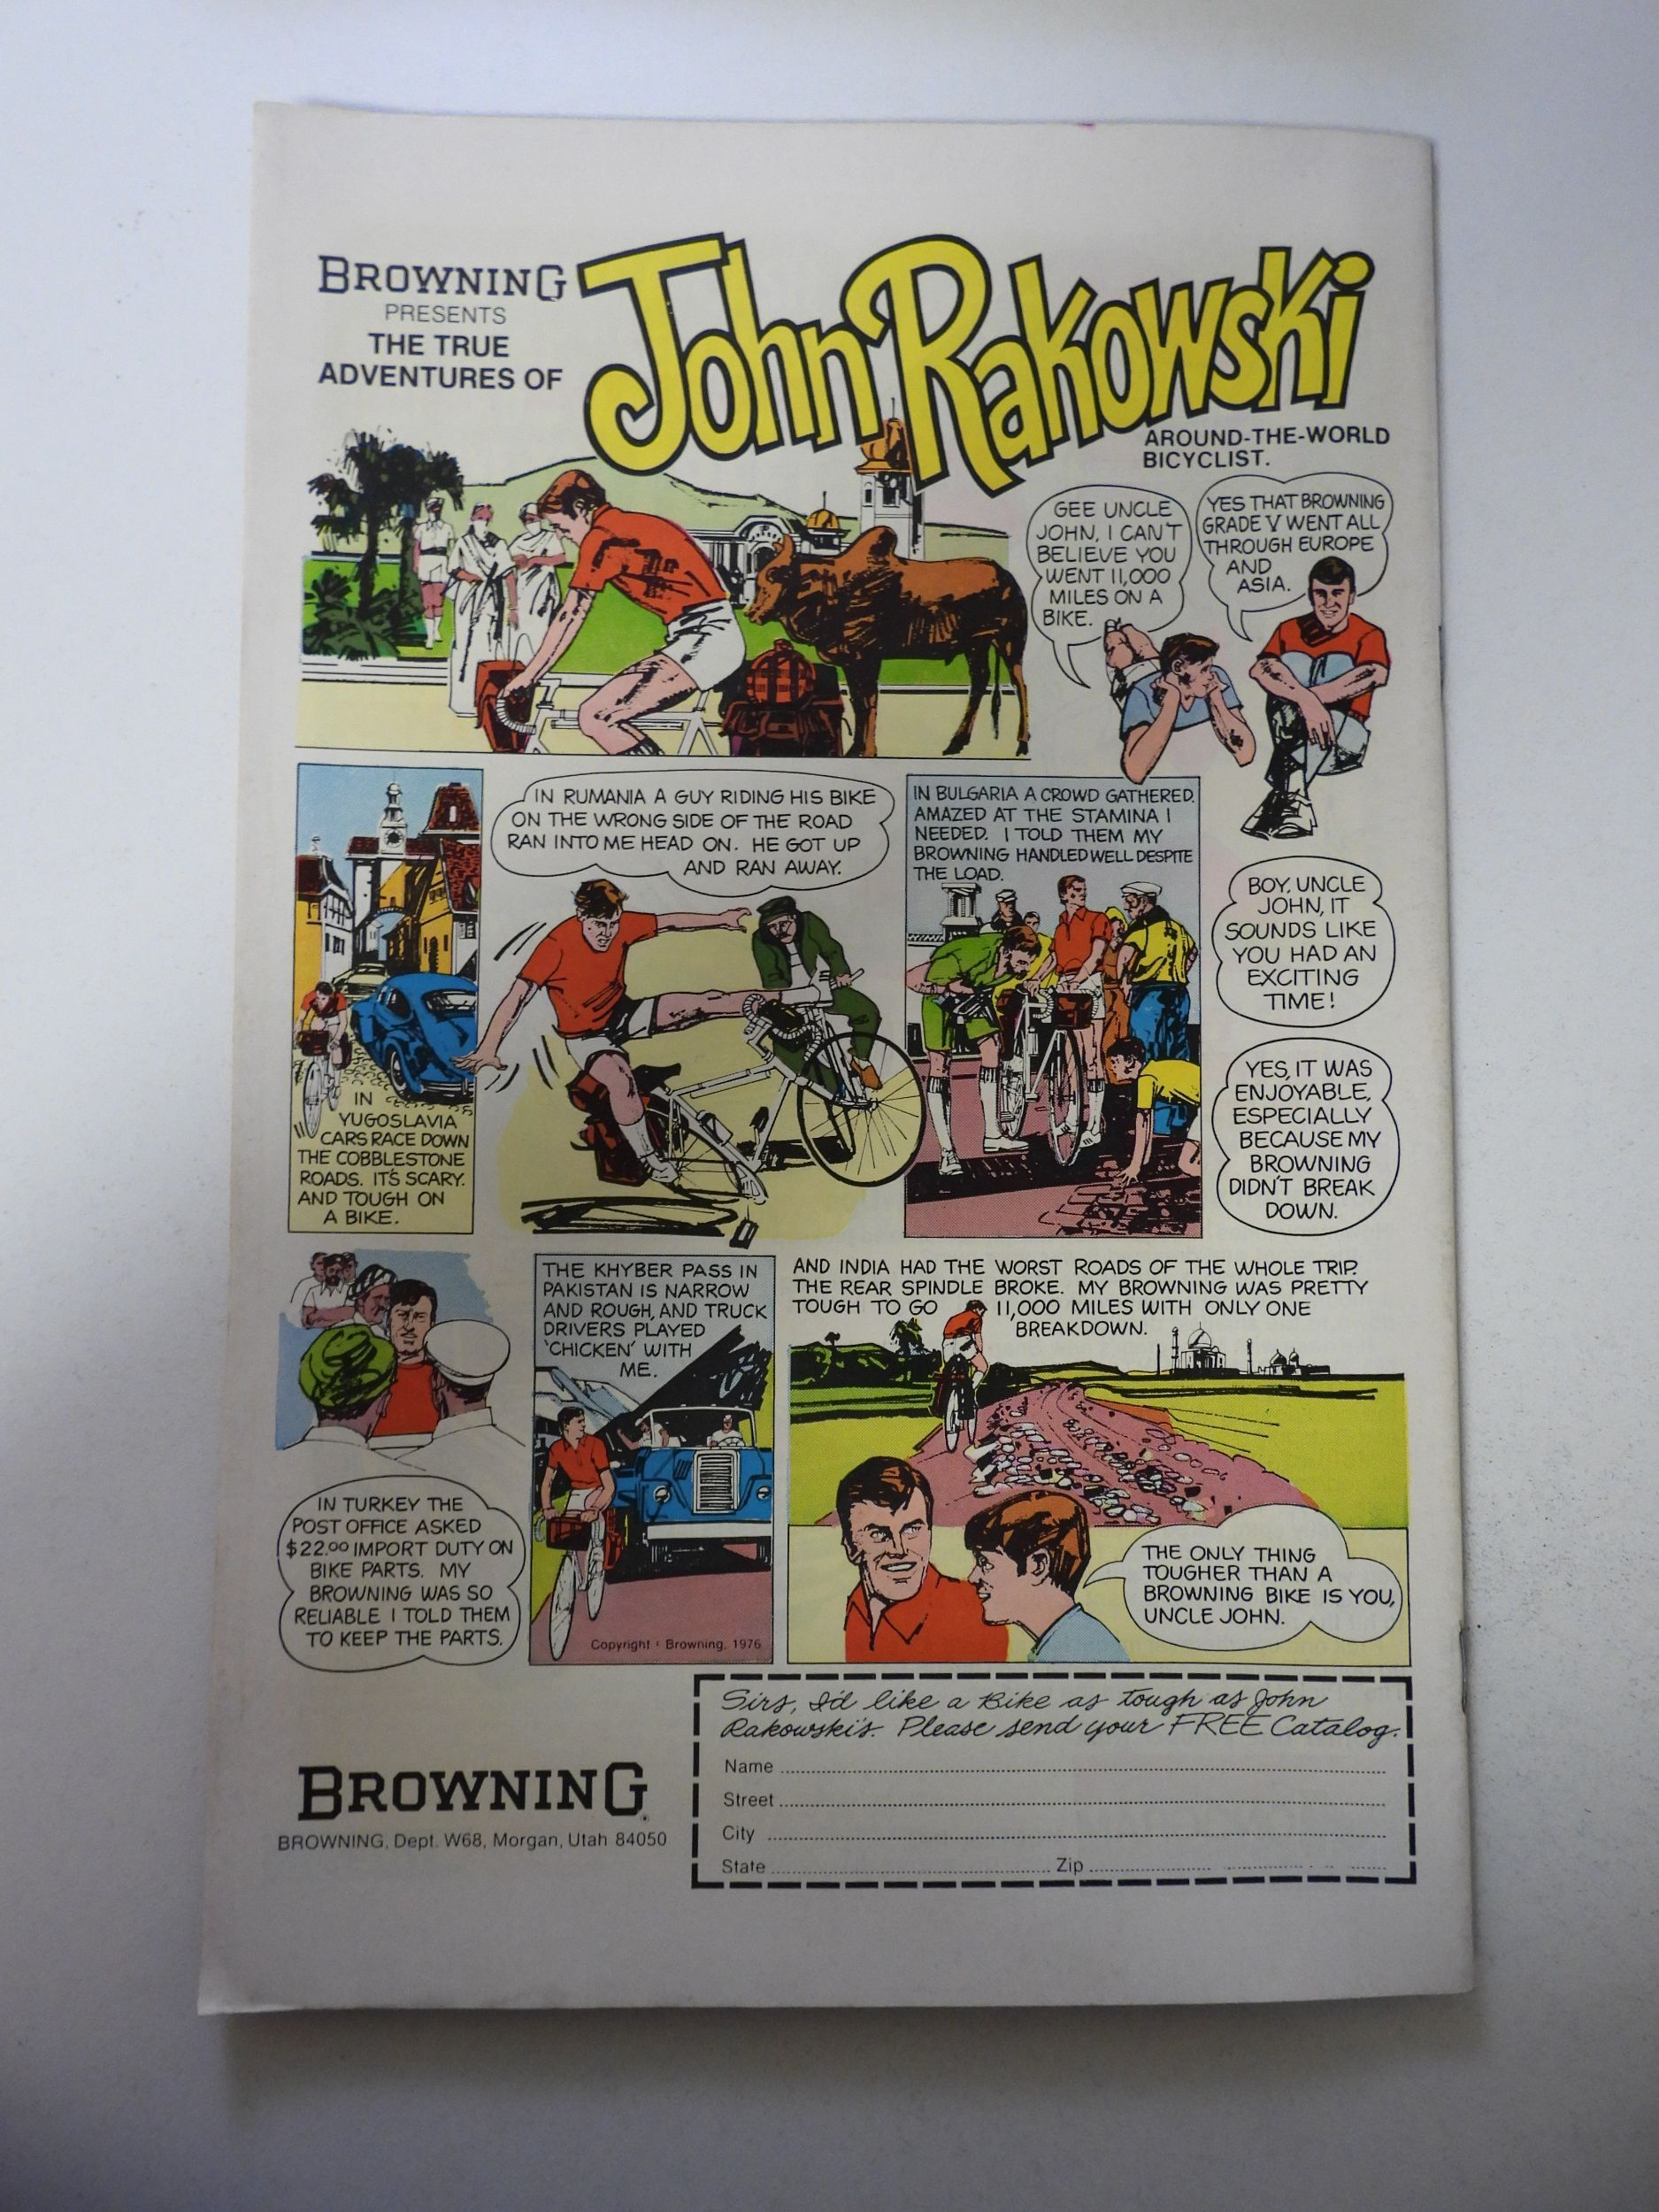 BROWNING
PRESENTS
THE TRUE
ADVENTURES OF
John Rakowski
AROUND-THE-WORLD
BICYCLIST.
GEE UNCLE
JOHN, I CAN'T
BELIEVE YOU
WENT 11,000
MILES ON A
BIKE.
YES THAT BROWNING
GRADE V WENT ALL
THROUGH EUROPE
AND
ASIA.
IN
YUGOSLAVIA
CARS RACE DOWN
THE COBBLESTONE
ROADS. IT'S SCARY.
AND TOUGH ON
A BIKE.
IN RUMANIA A GUY RIDING HIS BIKE
ON THE WRONG SIDE OF THE ROAD
RAN INTO ME HEAD ON. HE GOT UP
AND RAN AWAY.
IN BULGARIA A CROWD GATHERED.
AMAZED AT THE STAMINA I
NEEDED. I TOLD THEM MY
BROWNING HANDLED WELL DESPITE
THE LOAD.
BOY, UNCLE
JOHN, IT
SOUNDS LIKE
YOU HAD AN
EXCITING
TIME!
YES, IT WAS
ENJOYABLE,
ESPECIALLY
BECAUSE MY
BROWNING
DIDN'T BREAK
DOWN.
IN TURKEY THE
POST OFFICE ASKED
$22.00 IMPORT DUTY ON
BIKE PARTS. MY
BROWNING WAS SO
RELIABLE I TOLD THEM
TO KEEP THE PARTS.
THE KHYBER PASS IN
PAKISTAN IS NARROW
AND ROUGH, AND TRUCK
DRIVERS PLAYED
'CHICKEN' WITH
ME.
Copyright © Browning, 1976
AND INDIA HAD THE WORST ROADS OF THE WHOLE TRIP.
THE REAR SPINDLE BROKE. MY BROWNING WAS PRETTY
TOUGH TO GO 11,000 MILES WITH ONLY ONE
BREAKDOWN.
THE ONLY THING
TOUGHER THAN A
BROWNING BIKE IS YOU,
UNCLE JOHN.
Sirs, I'd like a Bike as tough as John
Rakowski's. Please send your FREE Catalog.
Name
Street
City
State Zip
BROWNING.
BROWNING, Dept. W68, Morgan, Utah 84050